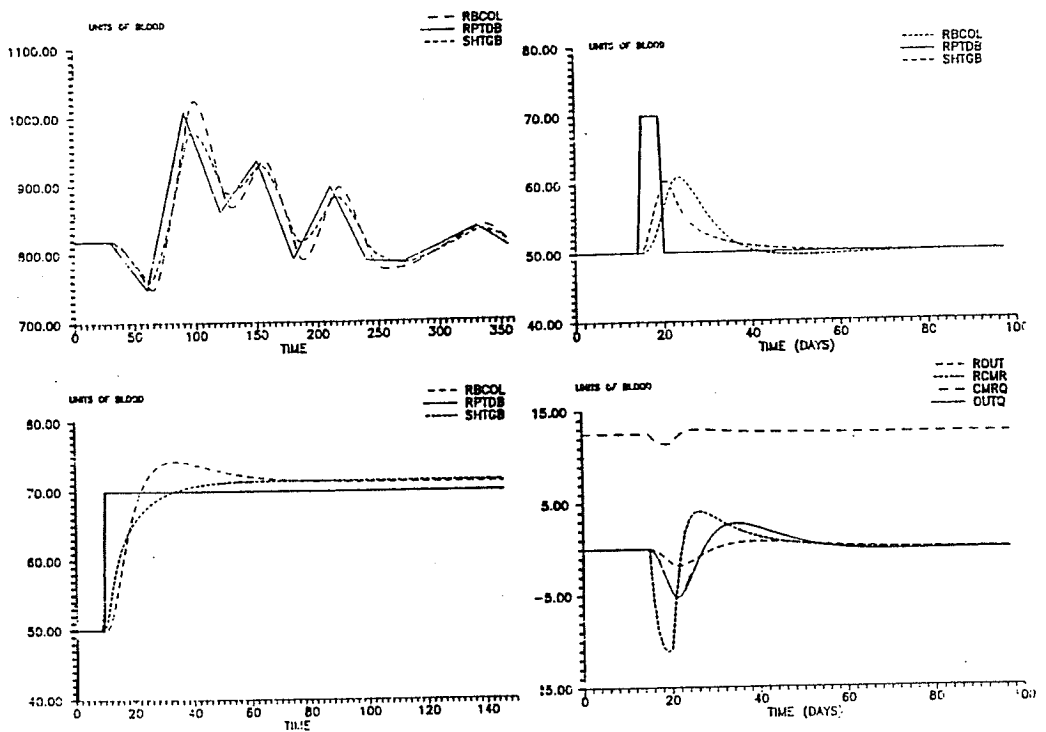 UNITS OF BLOOD
RBCOL
RPTDB
SHTGB
1100.00
1000.00
900.00
800.00
700.00
0 50 100 150 200 250 300 350
TIME
UNITS OF BLOOD
RBCOL
RPTDB
SHTGB
80.00
70.00
60.00
50.00
40.00
0 20 40 60 80 100
TIME (DAYS)
UNITS OF BLOOD
RBCOL
RPTDB
SHTGB
80.00
70.00
60.00
50.00
40.00
0 20 40 60 80 100 120 140
TIME
UNITS OF BLOOD
ROUT
RCMR
CMRQ
OUTQ
15.00
5.00
-5.00
15.00
0 20 40 60 80 100
TIME (DAYS)